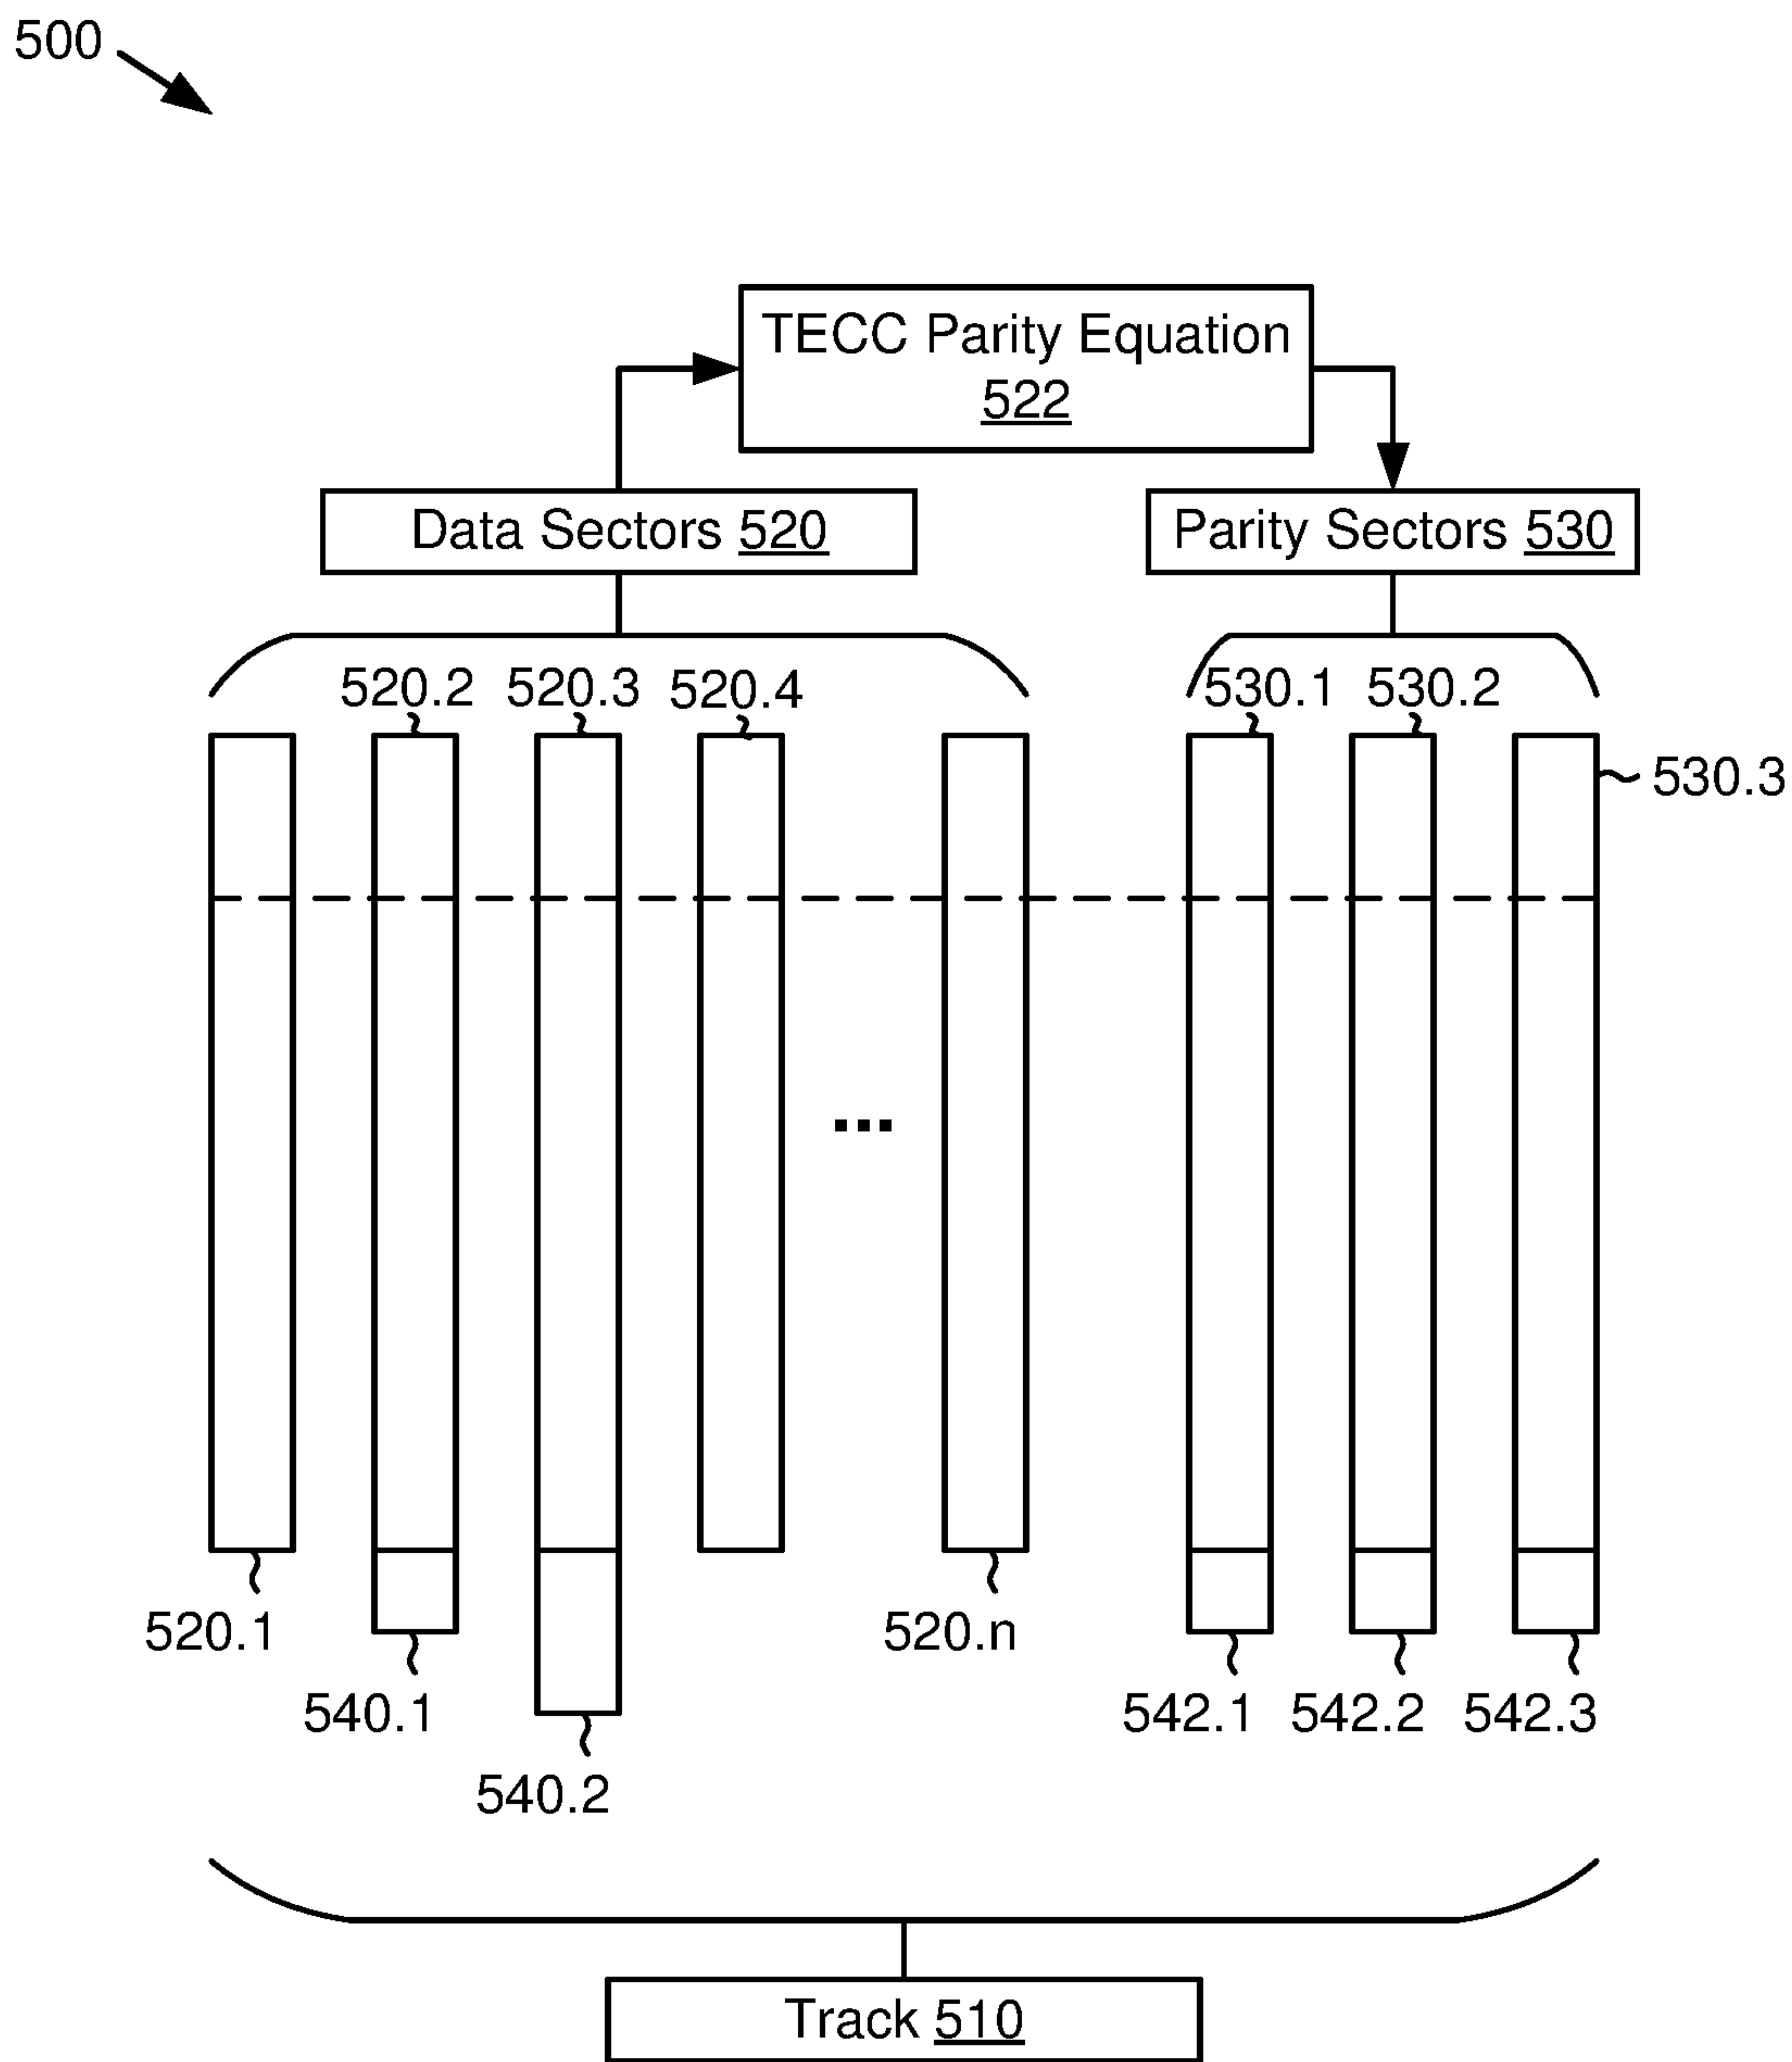 500
TECC Parity Equation
522
Data Sectors 520
Parity Sectors 530
520.2 520.3 520.4
530.1 530.2
530.3
...
520.1
520.n
540.1
542.1 542.2 542.3
540.2
Track 510